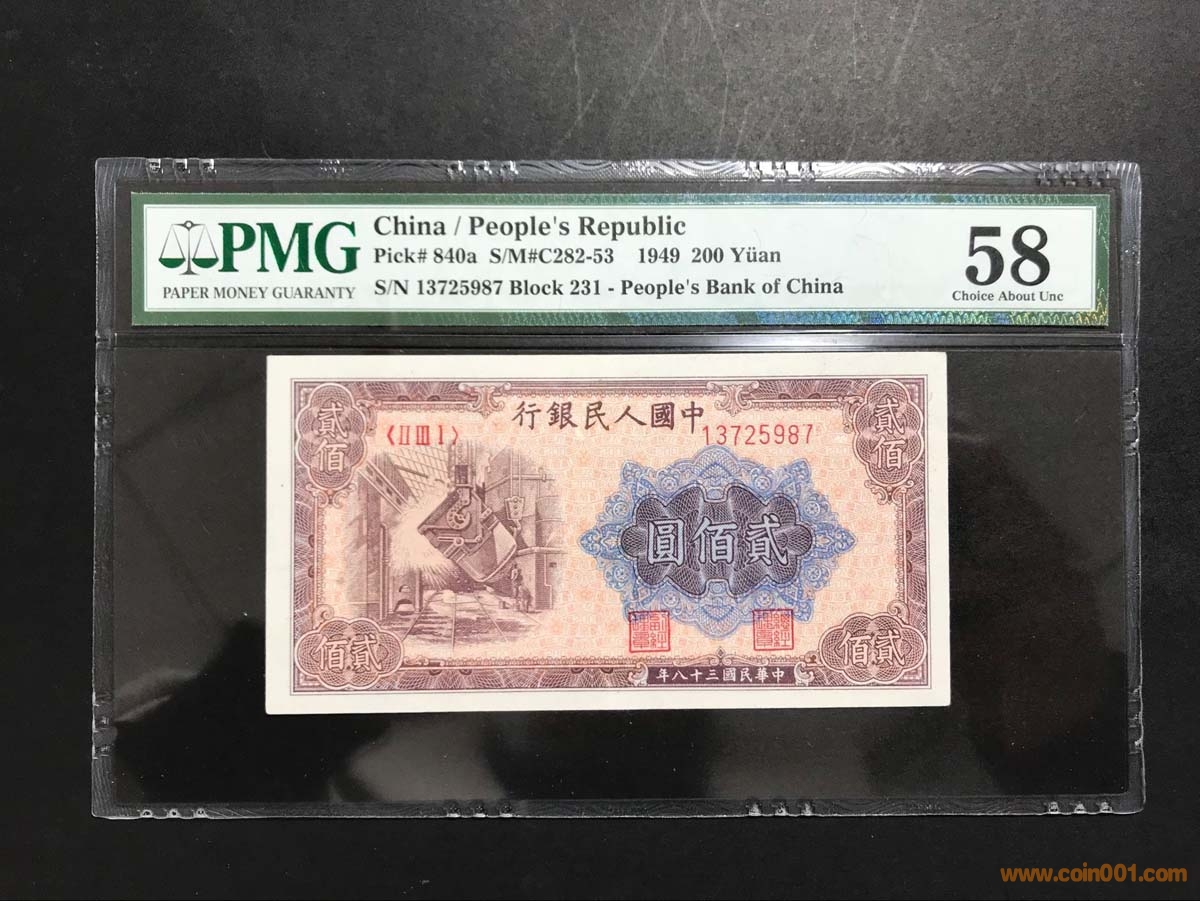 PMG
PAPER MONEY GUARANTY
China / People's Republic
Pick# 840a S/M#C282-53 1949 200 Yüan
S/N 13725987 Block 231 - People's Bank of China
58
Choice About Unc
中國人民銀行
〈II III I〉
13725987
貳佰
貳佰
貳佰圓
貳佰
貳佰
中華民國三十八年
www.coin001.com